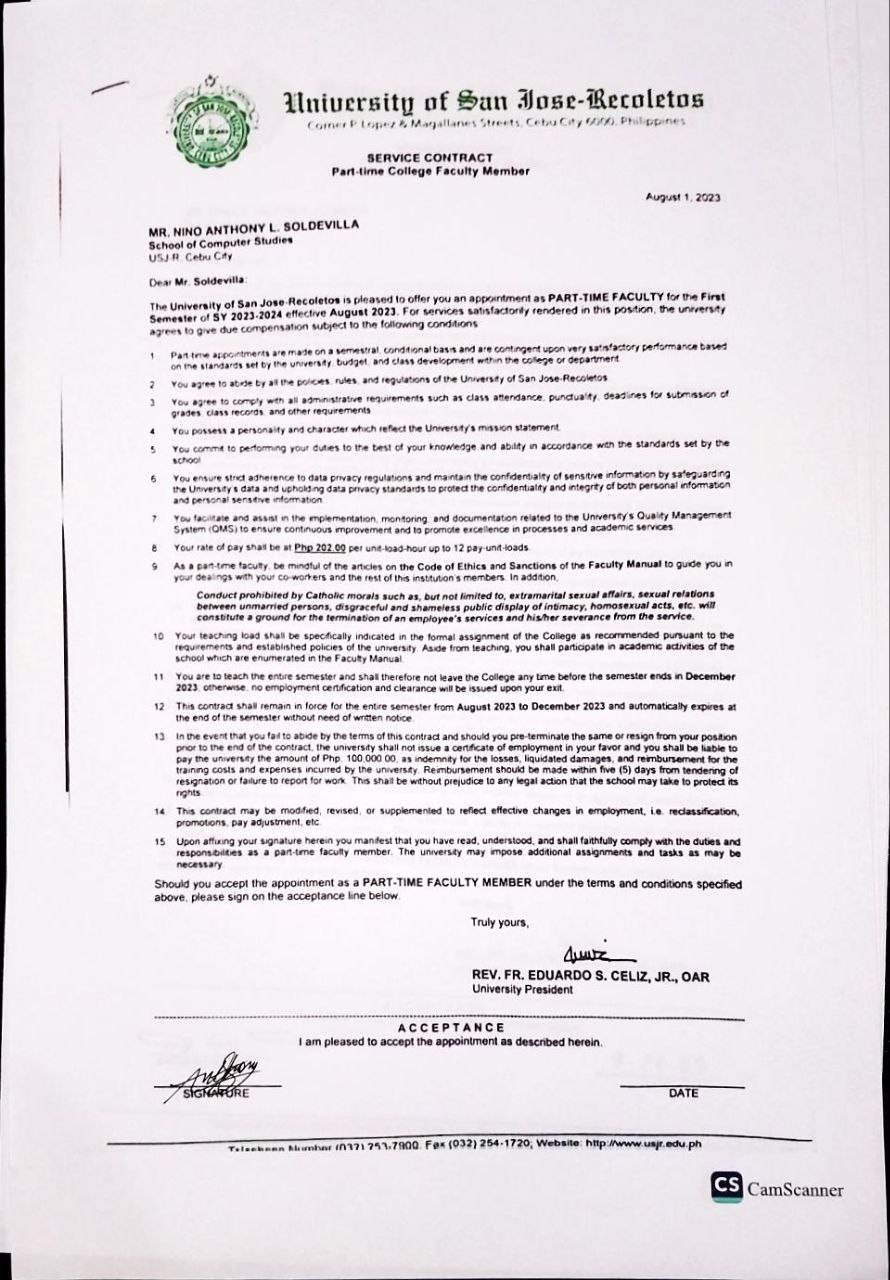 University of San Jose-Recoletos
Corner P. Lopez & Magallanes Streets, Cebu City 6000, Philippines
SERVICE CONTRACT
Part-time College Faculty Member
August 1, 2023
MR. NINO ANTHONY L. SOLDEVILLA
School of Computer Studies
USJ-R, Cebu City
Dear Mr. Soldevilla:
The University of San Jose-Recoletos is pleased to offer you an appointment as PART-TIME FACULTY for the First
Semester of SY 2023-2024 effective August 2023. For services satisfactorily rendered in this position, the university
agrees to give due compensation subject to the following conditions
1 Part-time appointments are made on a semestral, conditional basis and are contingent upon very satisfactory performance based
on the standards set by the university, budget, and class development within the college or department
2 You agree to abide by all the policies, rules, and regulations of the University of San Jose-Recoletos
3 You agree to comply with all administrative requirements such as class attendance, punctuality, deadlines for submission of
grades, class records, and other requirements
4 You possess a personality and character which reflect the University's mission statement.
5 You commit to performing your duties to the best of your knowledge and ability in accordance with the standards set by the
school
6 You ensure strict adherence to data privacy regulations and maintain the confidentiality of sensitive information by safeguarding
the University's data and upholding data privacy standards to protect the confidentiality and integrity of both personal information
and personal sensitive information
7 You facilitate and assist in the implementation, monitoring, and documentation related to the University's Quality Management
System (QMS) to ensure continuous improvement and to promote excellence in processes and academic services.
8 Your rate of pay shall be at Php 202.00 per unit-load-hour up to 12 pay-unit-loads
9 As a part-time faculty, be mindful of the articles on the Code of Ethics and Sanctions of the Faculty Manual to guide you in
your dealings with your co-workers and the rest of this institution's members. In addition,
Conduct prohibited by Catholic morals such as, but not limited to, extramarital sexual affairs, sexual relations
between unmarried persons, disgraceful and shameless public display of intimacy, homosexual acts, etc. will
constitute a ground for the termination of an employee's services and his/her severance from the service.
10 Your teaching load shall be specifically indicated in the formal assignment of the College as recommended pursuant to the
requirements and established policies of the university. Aside from teaching, you shall participate in academic activities of the
school which are enumerated in the Faculty Manual.
11 You are to teach the entire semester and shall therefore not leave the College any time before the semester ends in December
2023, otherwise, no employment certification and clearance will be issued upon your exit.
12 This contract shall remain in force for the entire semester from August 2023 to December 2023 and automatically expires at
the end of the semester without need of written notice.
13 In the event that you fail to abide by the terms of this contract and should you pre-terminate the same or resign from your position
prior to the end of the contract, the university shall not issue a certificate of employment in your favor and you shall be liable to
pay the university the amount of Php. 100,000.00, as indemnity for the losses, liquidated damages, and reimbursement for the
training costs and expenses incurred by the university. Reimbursement should be made within five (5) days from tendering of
resignation or failure to report for work. This shall be without prejudice to any legal action that the school may take to protect its
rights
14 This contract may be modified, revised, or supplemented to reflect effective changes in employment, i.e. reclassification,
promotions, pay adjustment, etc.
15 Upon affixing your signature herein you manifest that you have read, understood, and shall faithfully comply with the duties and
responsibilities as a part-time faculty member. The university may impose additional assignments and tasks as may be
necessary
Should you accept the appointment as a PART-TIME FACULTY MEMBER under the terms and conditions specified
above, please sign on the acceptance line below.
Truly yours,
REV. FR. EDUARDO S. CELIZ, JR., OAR
University President
ACCEPTANCE
I am pleased to accept the appointment as described herein.
SIGNATURE
DATE
Telephone Number (032) 253-7900. Fax (032) 254-1720; Website: http://www.usjr.edu.ph
CS CamScanner